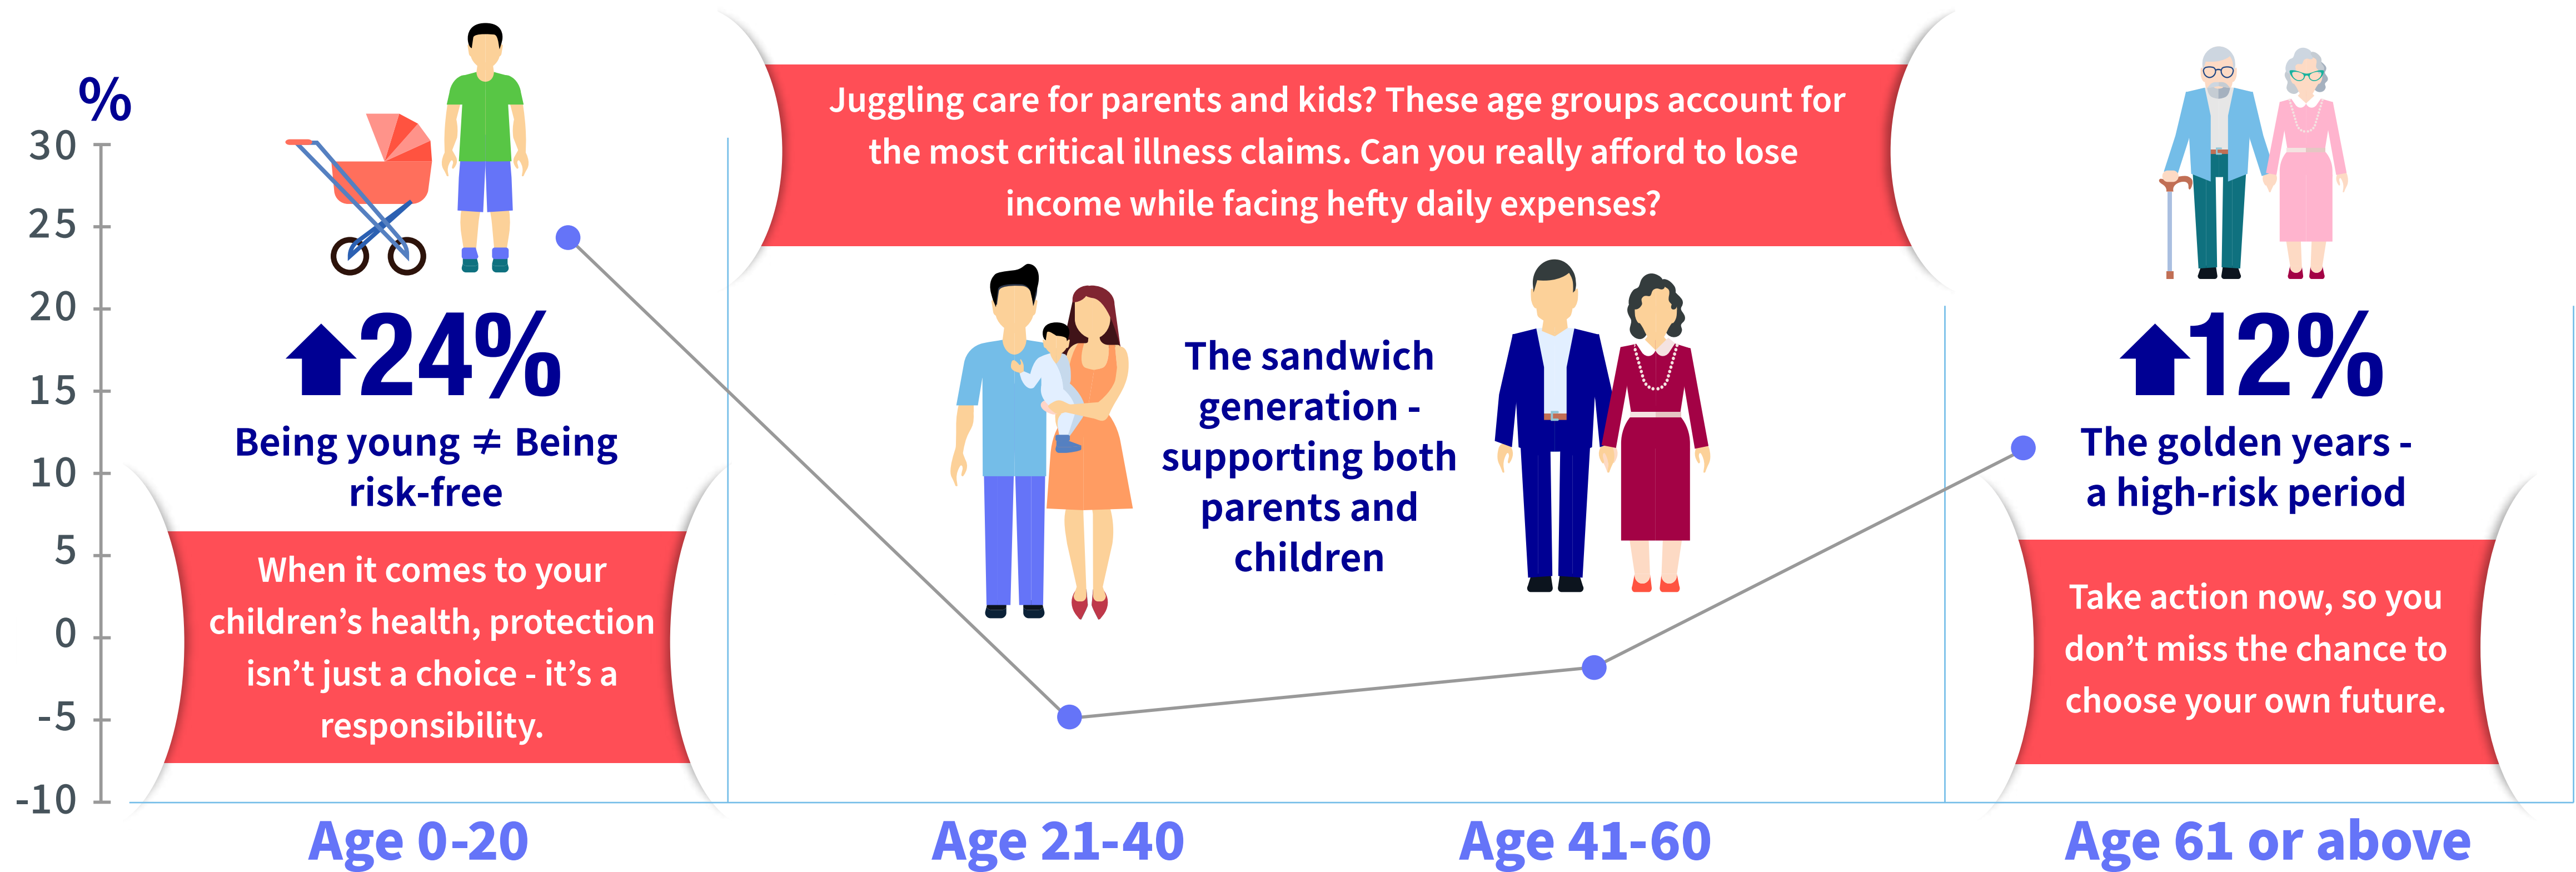 %
30
25
20
15
10
5
0
-5
-10
24%
Being young ≠ Being
risk-free
When it comes to your
children’s health, protection
isn’t just a choice - it’s a
responsibility.
Juggling care for parents and kids? These age groups account for
the most critical illness claims. Can you really afford to lose
income while facing hefty daily expenses?
The sandwich
generation -
supporting both
parents and
children
12%
The golden years -
a high-risk period
Take action now, so you
don’t miss the chance to
choose your own future.
Age 0-20
Age 21-40
Age 41-60
Age 61 or above